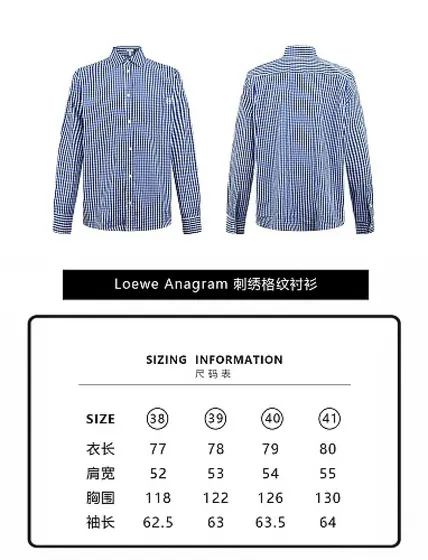 Loewe Anagram 刺绣格纹衬衫
SIZING INFORMATION
尺码表
SIZE 38 39 40 41
衣长 77 78 79 80
肩宽 52 53 54 55
胸围 118 122 126 130
袖长 62.5 63 63.5 64